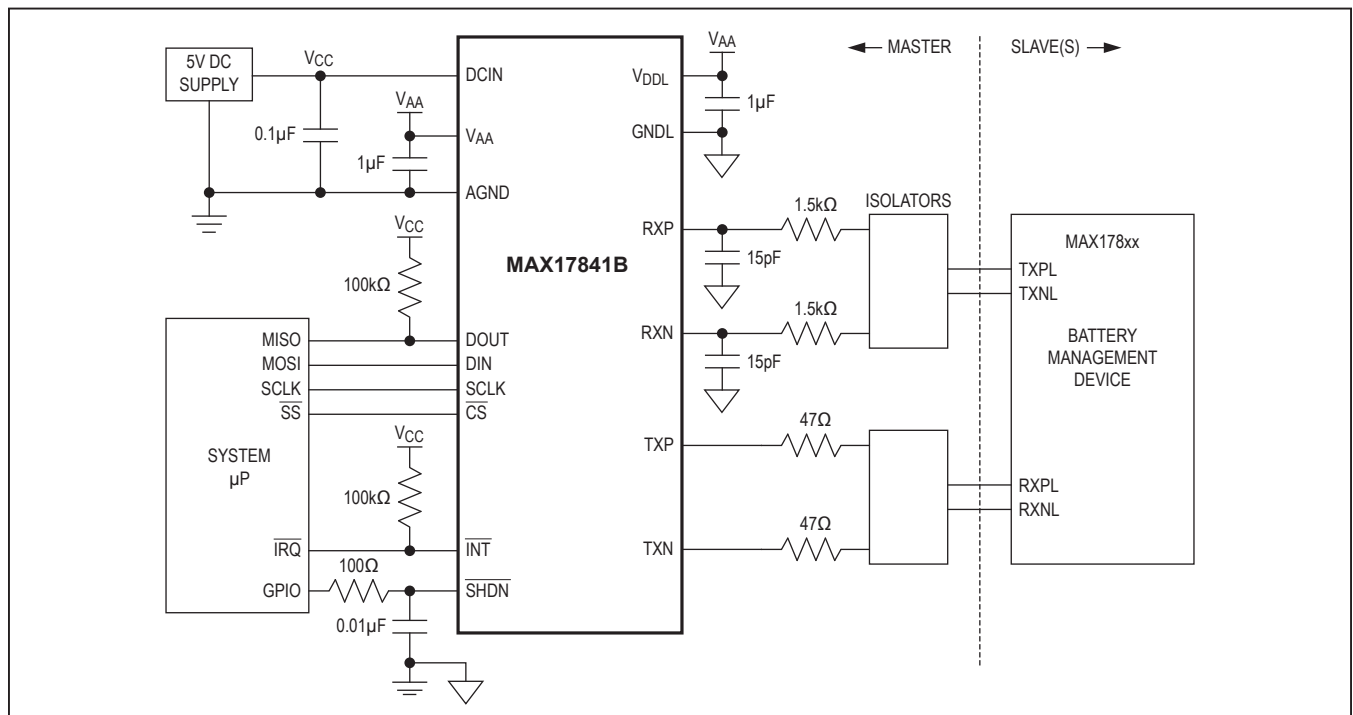 5V DC
SUPPLY
VCC
0.1µF
VAA
1µF
DCIN
VAA
AGND
VCC
100kΩ
SYSTEM
µP
MISO
MOSI
SCLK
SS
IRQ
GPIO
VCC
100kΩ
100Ω
0.01µF
DOUT
DIN
SCLK
CS
INT
SHDN
MAX17841B
VDDL
GNDL
RXP
RXN
TXP
TXN
VAA
1µF
1.5kΩ
15pF
1.5kΩ
15pF
47Ω
47Ω
ISOLATORS
MASTER
SLAVE(S)
MAX178xx
TXPL
TXNL
BATTERY
MANAGEMENT
DEVICE
RXPL
RXNL